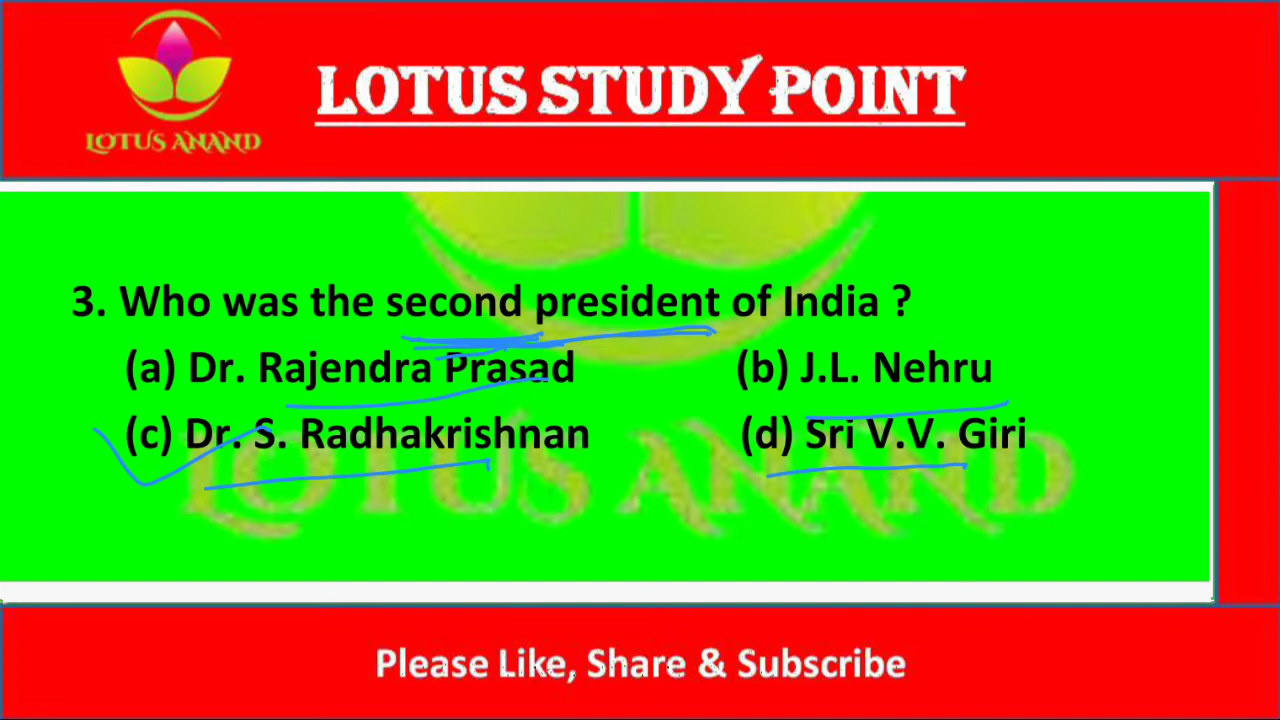 LOTUS STUDY POINT
LOTUS ANAND
3. Who was the second president of India ?
(a) Dr. Rajendra Prasad (b) J.L. Nehru
(c) Dr. S. Radhakrishnan (d) Sri V.V. Giri
LOTUS ANAND
Please Like, Share & Subscribe